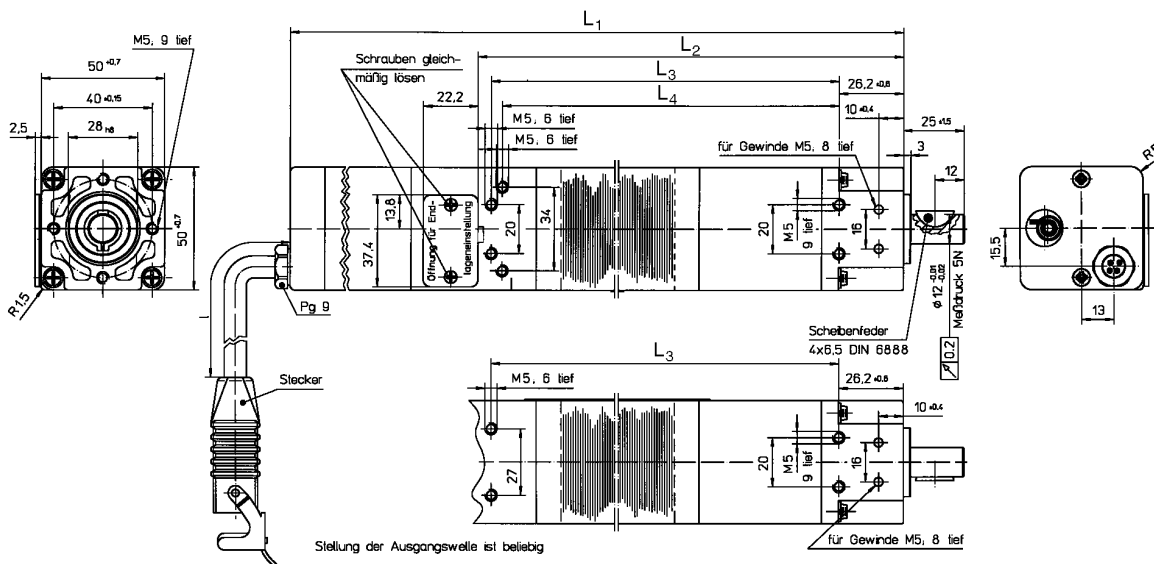 L1
L2
L3
L4
M5, 9 tief
50 +0,7
40 +0,15
28 h8
2,5
50 +0,7
R1,5
Schrauben gleich-
mäßig lösen
22,2
M5, 6 tief
M5, 6 tief
26,2 +0,6
10 +0,4
25 +1,5
3
12
für Gewinde M5, 8 tief
13,8
37,4
Öffnung für End-
lageneinstellung
20
34
20
M5
9 tief
16
ø 12 -0,01 -0,02
Meßdruck 5N
0.2
Scheibenfeder
4x6,5 DIN 6888
15,5
13
Pg 9
l
Stecker
L3
M5, 6 tief
26,2 +0,6
10 +0,4
27
20
M5
9 tief
16
für Gewinde M5, 8 tief
Stellung der Ausgangswelle ist beliebig